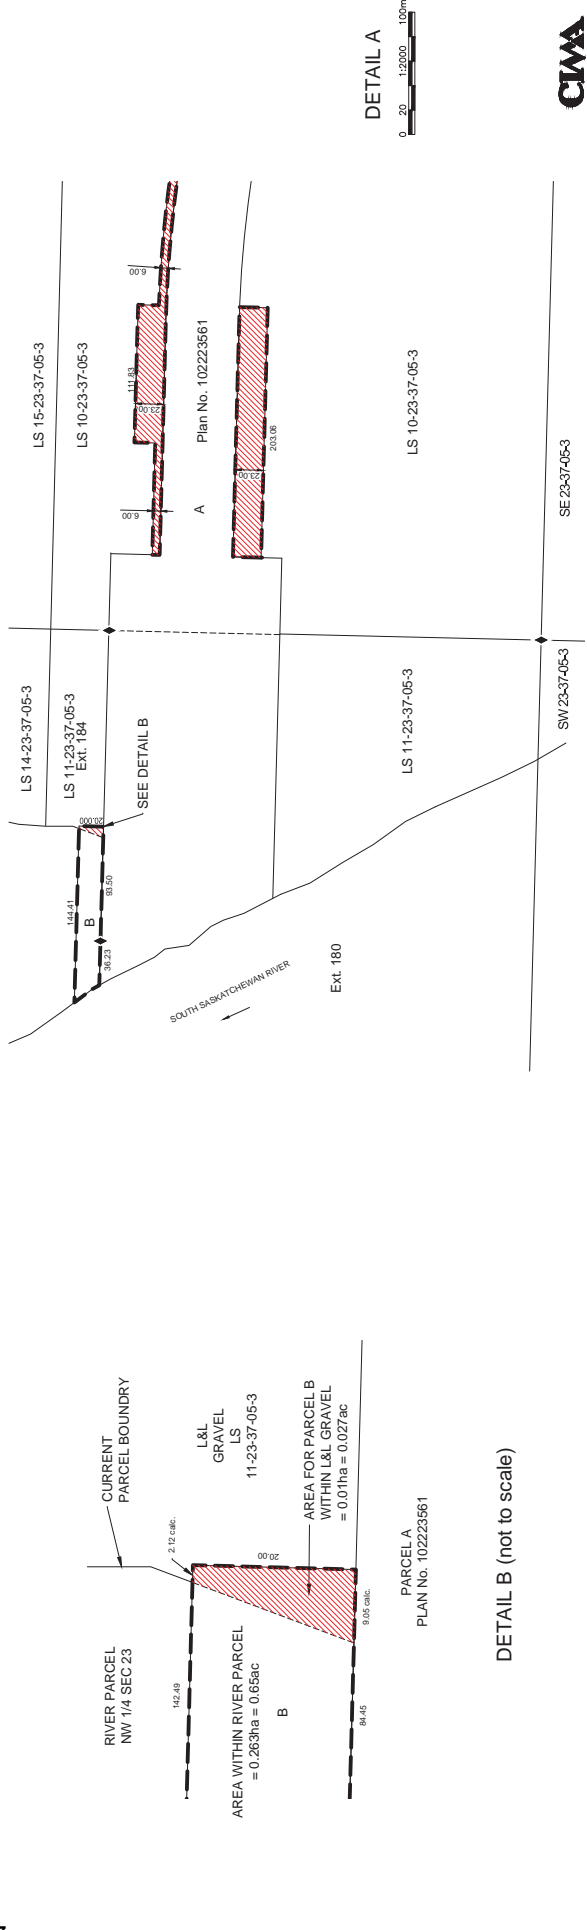 DETAIL A
0 20 1:2000 100m
LS 15-23-37-05-3
LS 10-23-37-05-3
6.00
111.83
23.00
6.00
Plan No. 102223561
A
23.00
203.06
LS 10-23-37-05-3
SE 23-37-05-3
LS 14-23-37-05-3
LS 11-23-37-05-3
Ext. 184
SEE DETAIL B
20.000
144.41
B
93.50
36.23
LS 11-23-37-05-3
SW 23-37-05-3
SOUTH SASKATCHEWAN RIVER
Ext. 180
CURRENT
PARCEL BOUNDRY
L&L
GRAVEL
LS
11-23-37-05-3
2.12 calc.
20.00
AREA FOR PARCEL B
WITHIN L&L GRAVEL
= 0.01ha = 0.027ac
RIVER PARCEL
NW 1/4 SEC 23
142.49
AREA WITHIN RIVER PARCEL
= 0.263ha = 0.65ac
B
9.05 calc.
84.45
PARCEL A
PLAN No. 102223561
DETAIL B (not to scale)